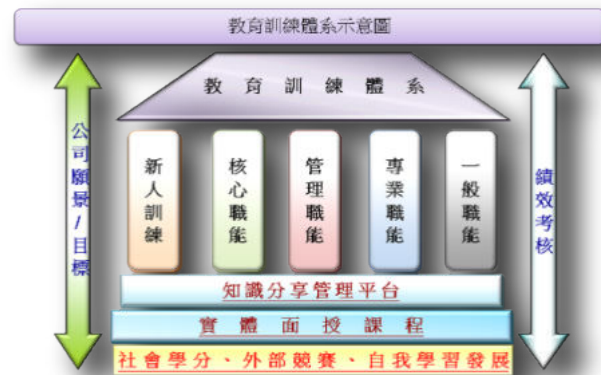 教育訓練體系示意圖
教育訓練體系
公司願景/目標
新人訓練
核心職能
管理職能
專業職能
一般職能
績效考核
知識分享管理平台
實體面授課程
社會學分、外部競賽、自我學習發展